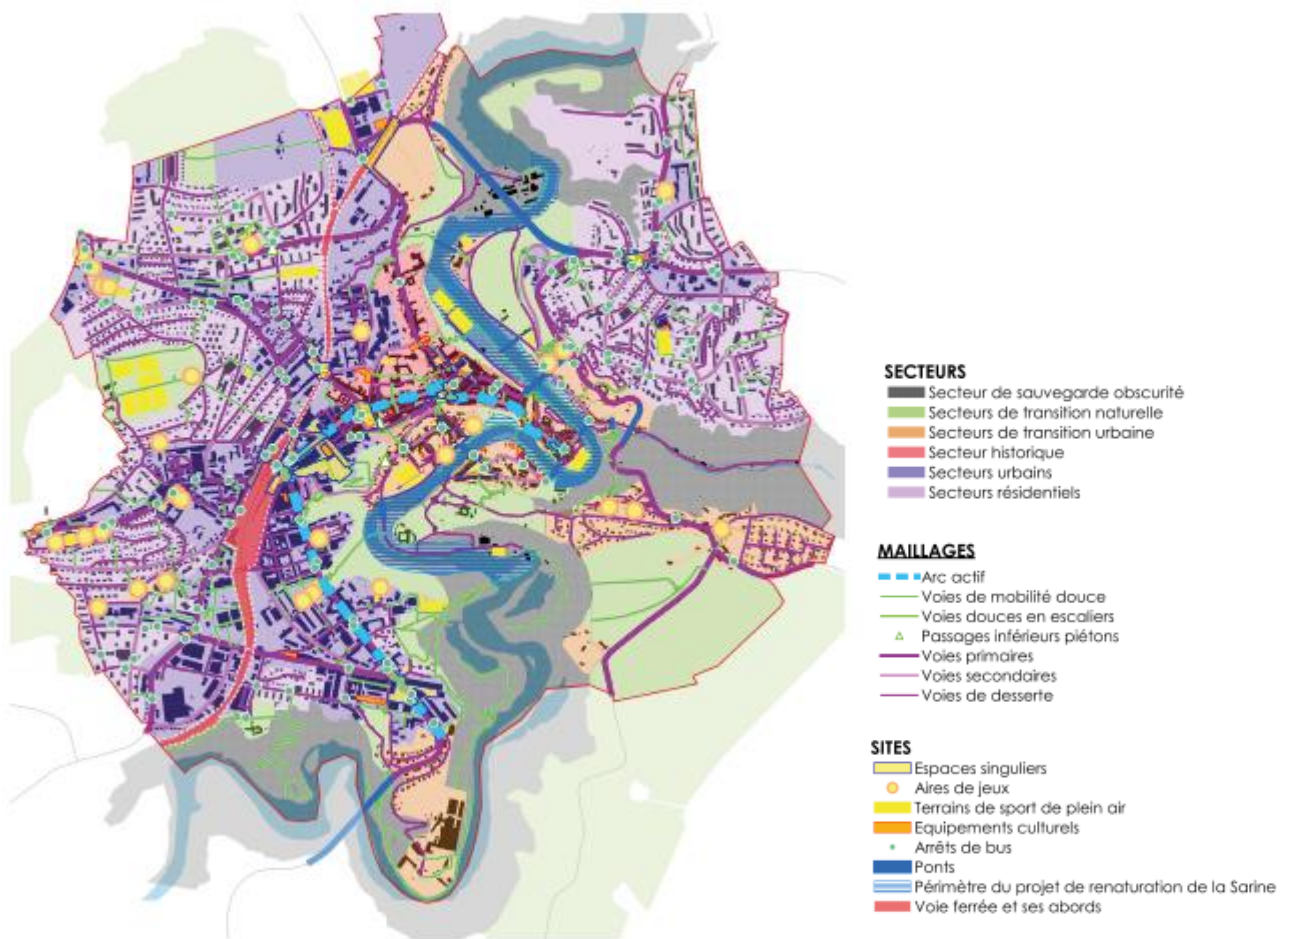 SECTEURS
Secteur de sauvegarde obscurité
Secteurs de transition naturelle
Secteurs de transition urbaine
Secteur historique
Secteurs urbains
Secteurs résidentiels
MAILLAGES
Arc actif
Voies de mobilité douce
Voies douces en escaliers
Passages inférieurs piétons
Voies primaires
Voies secondaires
Voies de desserte
SITES
Espaces singuliers
Aires de jeux
Terrains de sport de plein air
Equipements culturels
Arrêts de bus
Ponts
Périmètre du projet de renaturation de la Sarine
Voie ferrée et ses abords